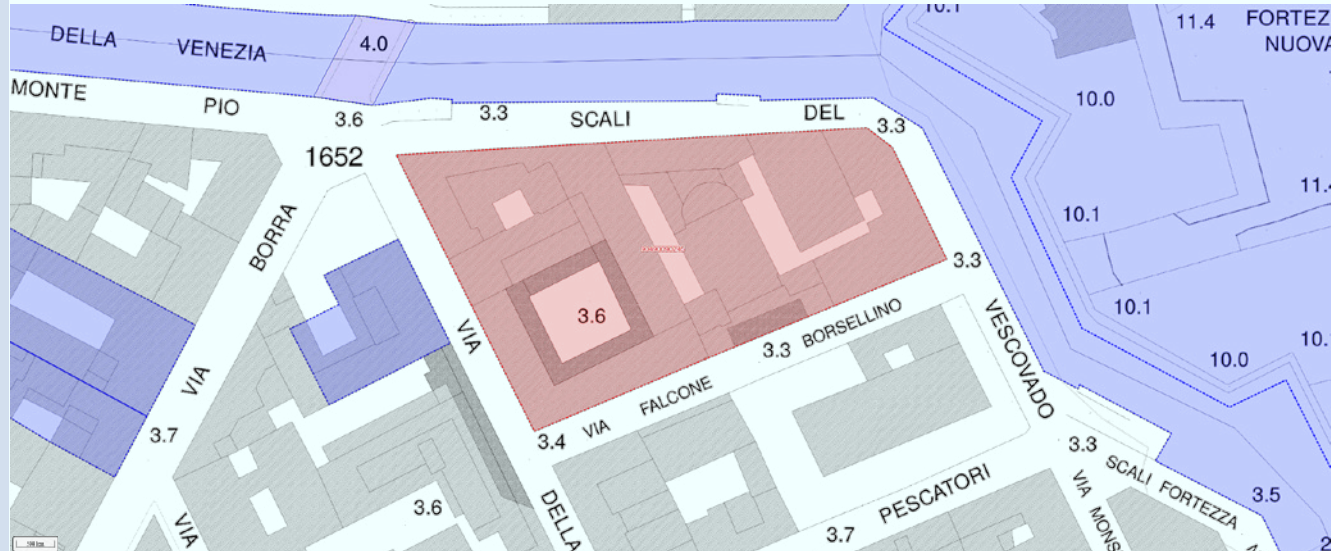 DELLA VENEZIA
4.0
10.1
11.4
FORTEZ
NUOVA
MONTE PIO
3.6
3.3
SCALI DEL
3.3
10.0
1652
11.4
BORRA
10.1
3.3
3.6
10.1
VIA
VIA
3.3
BORSELLINO
VESCOVADO
10.0
10.
FALCONE
VIA
3.4
3.7
3.3
SCALI FORTEZZA
DELLA
PESCATORI
VIA MONS
3.6
3.5
VIA
3.7
2